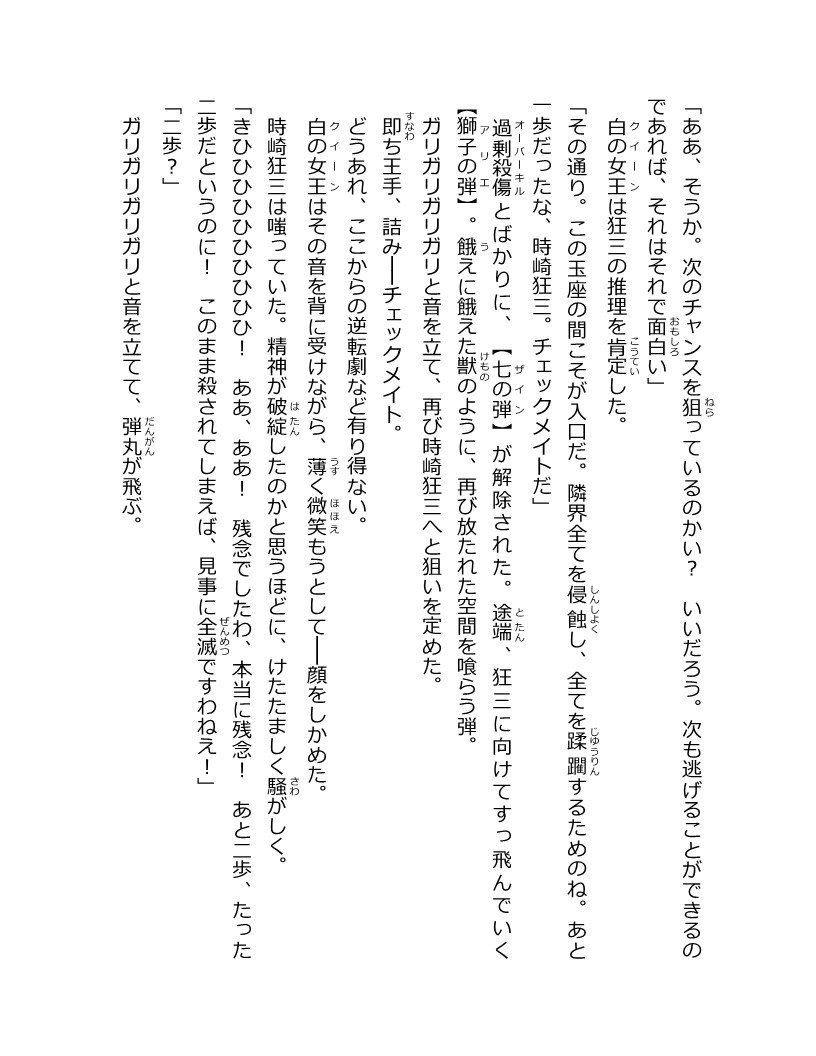 「ああ、そうか。次のチャンスを狙っているのかい？　いいだろう。次も逃げることができるの
であれば、それはそれで面白い」
白の女王は狂三の推理を肯定した。
「その通り。この玉座の間こそが入口だ。隣界全てを侵蝕し、全てを蹂躙するためのね。あと
一歩だったな、時崎狂三。チェックメイトだ」
過剰殺傷とばかりに、【七の弾】が解除された。途端、狂三に向けてすっ飛んでいく
【獅子の弾】。餓えに餓えた獣のように、再び放たれた空間を喰らう弾。
ガリガリガリガリと音を立て、再び時崎狂三へと狙いを定めた。
即ち王手、詰み――チェックメイト。
どうあれ、ここからの逆転劇など有り得ない。
白の女王はその音を背に受けながら、薄く微笑もうとして――顔をしかめた。
時崎狂三は嗤っていた。精神が破綻したのかと思うほどに、けたたましく騒がしく。
「きひひひひひひひひひ！　ああ、ああ！　残念でしたわ、本当に残念！　あと二歩、たった
二歩だというのに！　このまま殺されてしまえば、見事に全滅ですわねえ！」
「二歩？」
ガリガリガリガリと音を立てて、弾丸が飛ぶ。